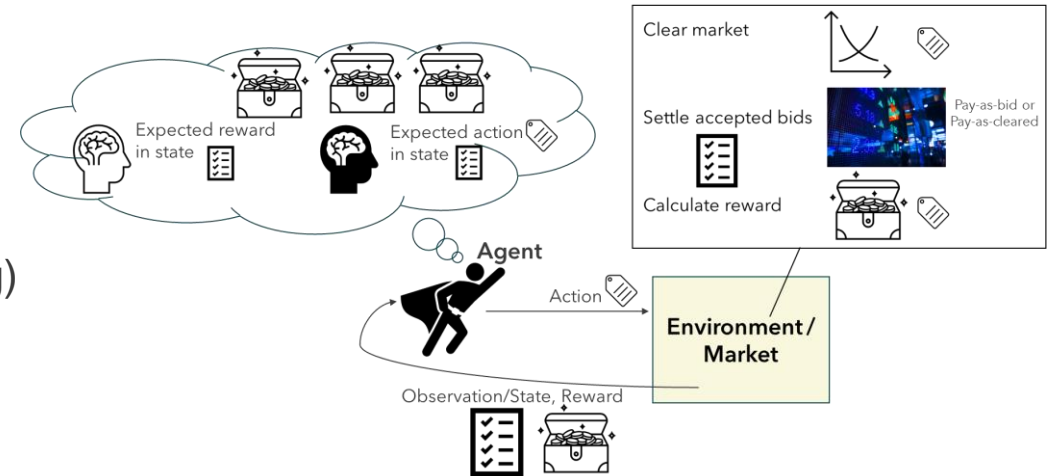 Clear market
Settle accepted bids
Pay-as-bid or
Pay-as-cleared
Calculate reward
Expected reward
in state
Expected action
in state
Agent
Action
Environment /
Market
Observation/State, Reward